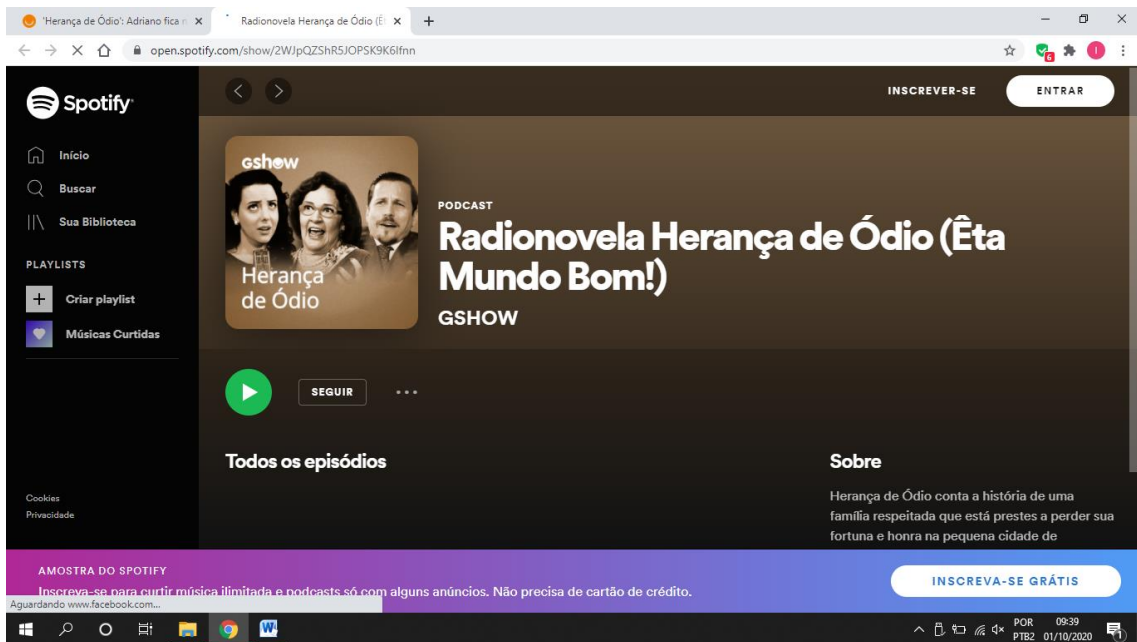 'Herança de Ódio': Adriano fica n
Radionovela Herança de Ódio (Êt
open.spotify.com/show/2WJpQZShR5JOPSK9K6lfnn
6
I
Spotify
INSCREVER-SE
ENTRAR
Início
Buscar
Sua Biblioteca
PLAYLISTS
Criar playlist
Músicas Curtidas
gshow
Herança
de Ódio
PODCAST
Radionovela Herança de Ódio (Êta
Mundo Bom!)
GSHOW
SEGUIR
Todos os episódios
Sobre
Herança de Ódio conta a história de uma
família respeitada que está prestes a perder sua
fortuna e honra na pequena cidade de
Cookies
Privacidade
AMOSTRA DO SPOTIFY
Inscreva-se para curtir música ilimitada e podcasts só com alguns anúncios. Não precisa de cartão de crédito.
INSCREVA-SE GRÁTIS
Aguardando www.facebook.com...
POR
PTB2
09:39
01/10/2020
1